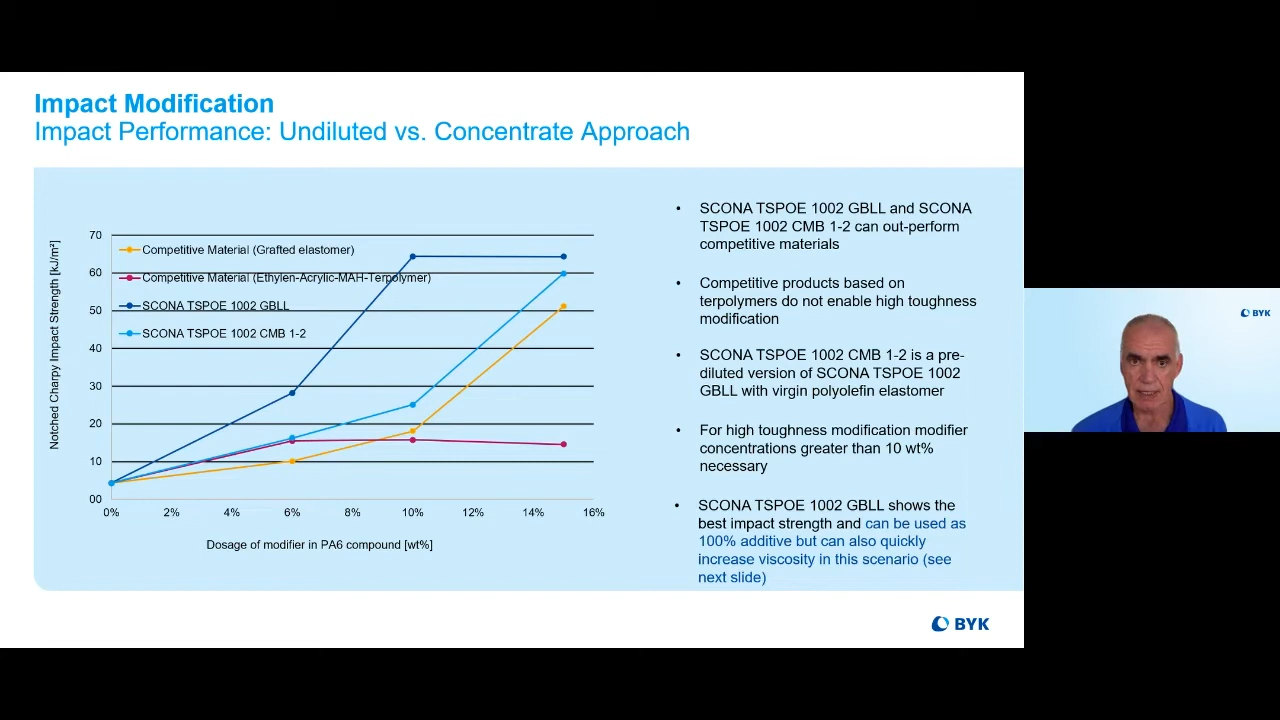 Impact Modification
Impact Performance: Undiluted vs. Concentrate Approach
Notched Charpy Impact Strength [kJ/m²]
70
60
50
40
30
20
10
00
Competitive Material (Grafted elastomer)
Competitive Material (Ethylen-Acrylic-MAH-Terpolymer)
SCONA TSPOE 1002 GBLL
SCONA TSPOE 1002 CMB 1-2
0% 2% 4% 6% 8% 10% 12% 14% 16%
Dosage of modifier in PA6 compound [wt%]
• SCONA TSPOE 1002 GBLL and SCONA
TSPOE 1002 CMB 1-2 can out-perform
competitive materials
• Competitive products based on
terpolymers do not enable high toughness
modification
• SCONA TSPOE 1002 CMB 1-2 is a pre-
diluted version of SCONA TSPOE 1002
GBLL with virgin polyolefin elastomer
• For high toughness modification modifier
concentrations greater than 10 wt%
necessary
• SCONA TSPOE 1002 GBLL shows the
best impact strength and can be used as
100% additive but can also quickly
increase viscosity in this scenario (see
next slide)
BYK
BYK